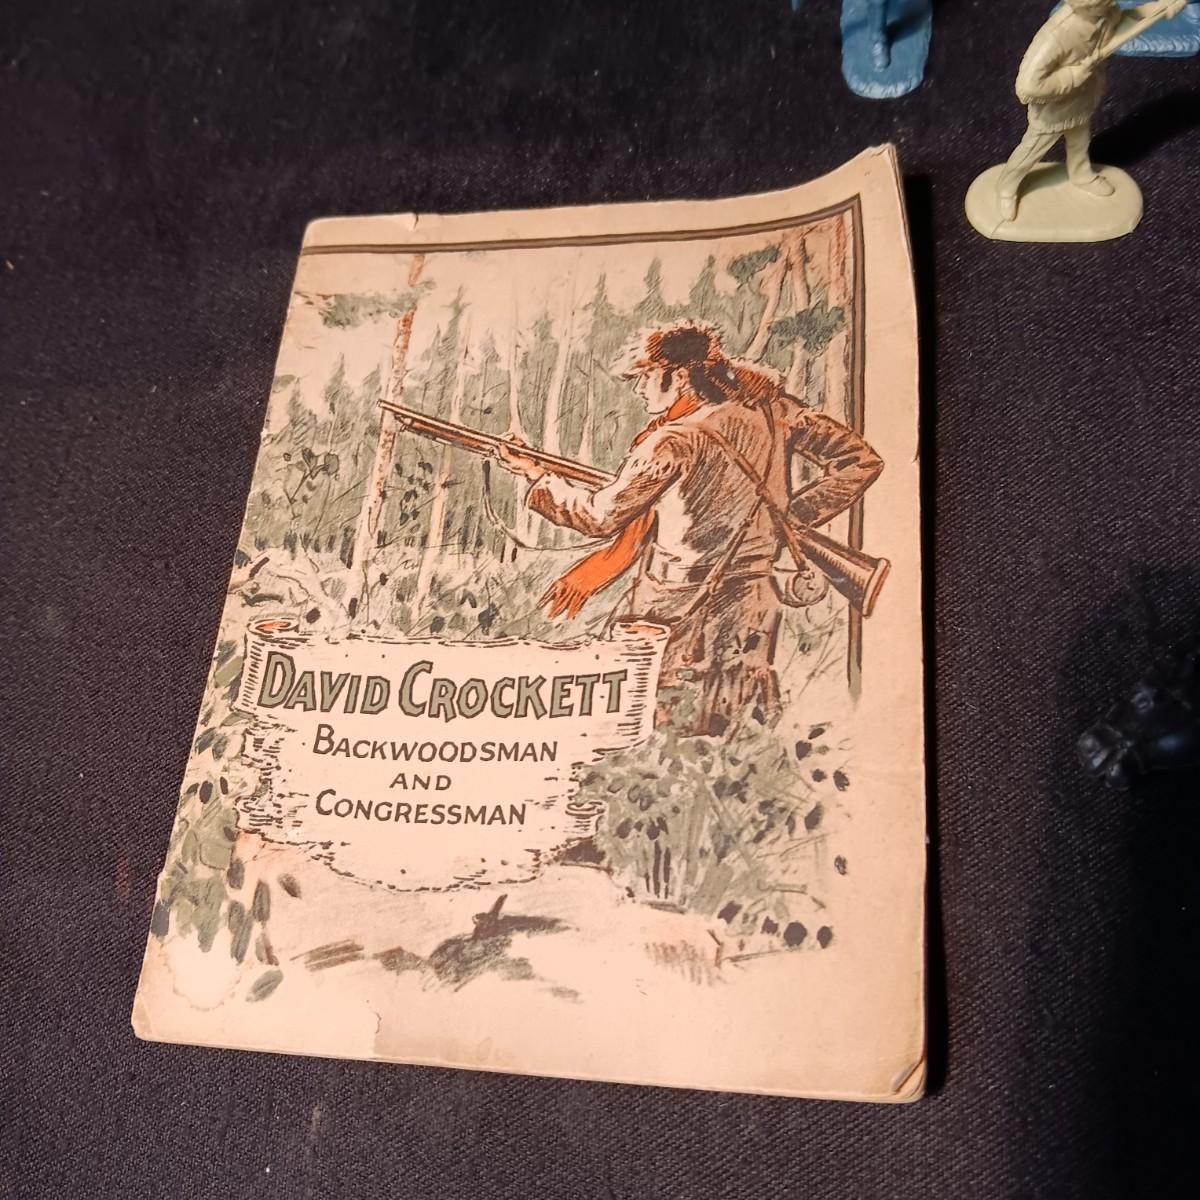 DAVID CROCKETT
BACKWOODSMAN
AND
CONGRESSMAN